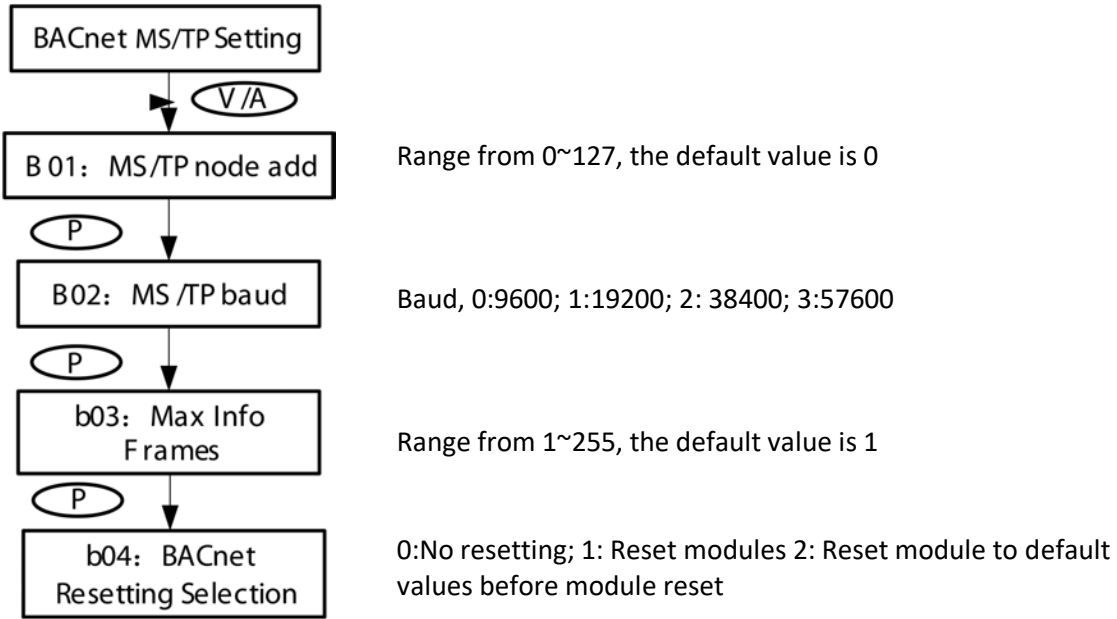 BACnet MS/TP Setting
V/A
B 01： MS/TP node add
Range from 0~127, the default value is 0
P
B02： MS /TP baud
Baud, 0:9600; 1:19200; 2: 38400; 3:57600
P
b03： Max Info
Frames
Range from 1~255, the default value is 1
P
b04： BACnet
Resetting Selection
0:No resetting; 1: Reset modules 2: Reset module to default
values before module reset